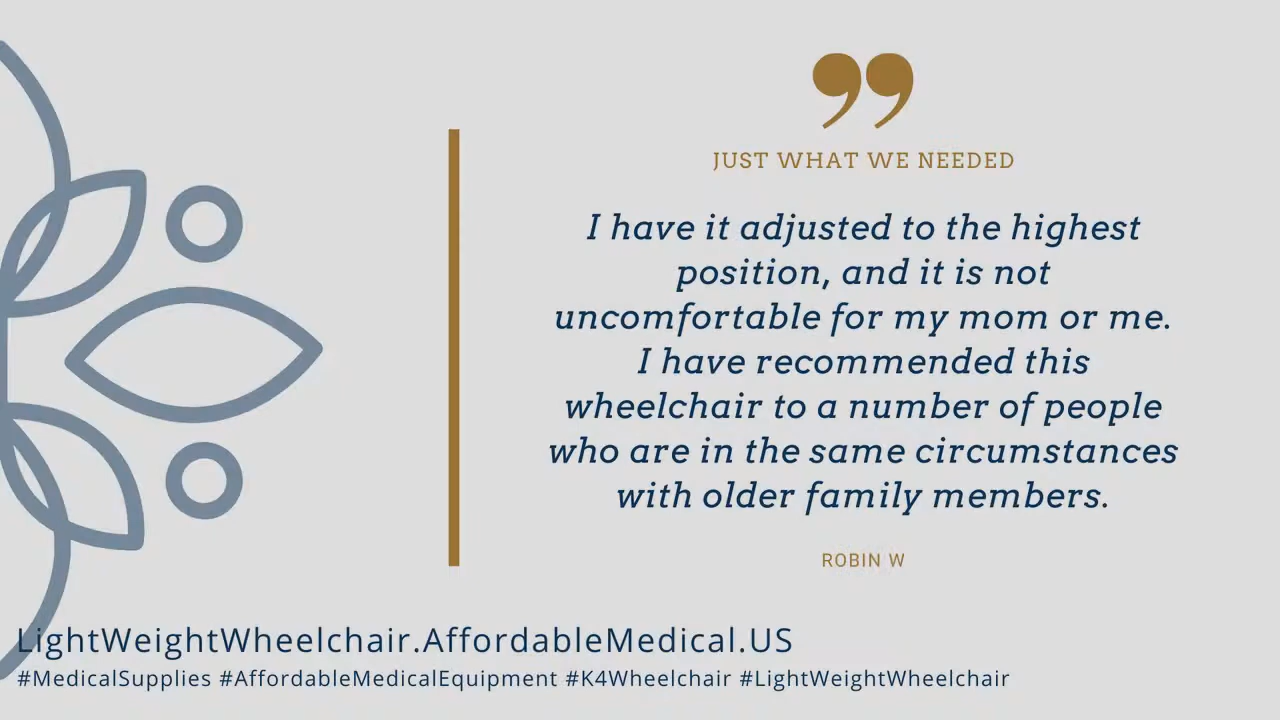 JUST WHAT WE NEEDED
I have it adjusted to the highest
position, and it is not
uncomfortable for my mom or me.
I have recommended this
wheelchair to a number of people
who are in the same circumstances
with older family members.
ROBIN W
LightWeightWheelchair.AffordableMedical.US
#MedicalSupplies #AffordableMedicalEquipment #K4Wheelchair #LightWeightWheelchair